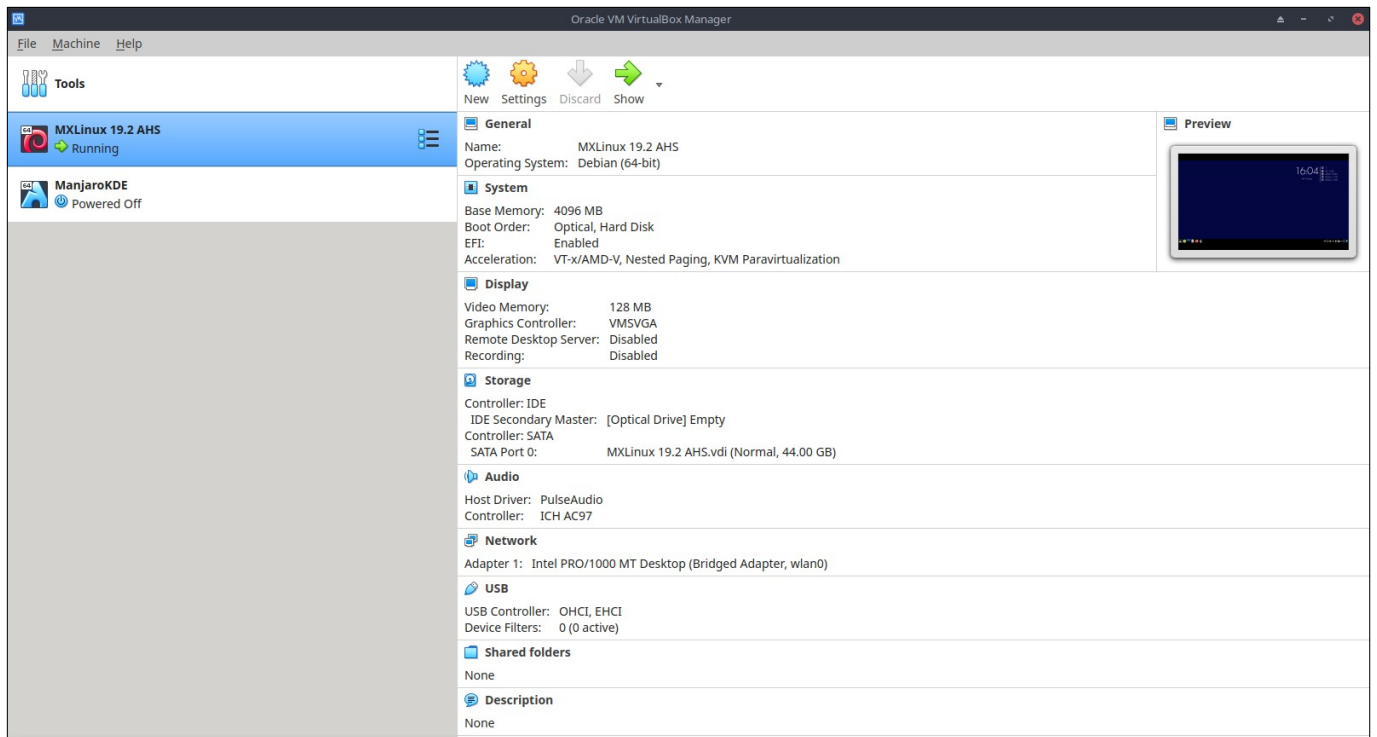 Oracle VM VirtualBox Manager
File Machine Help
Tools
New Settings Discard Show
64
MXLinux 19.2 AHS
Running
64
ManjaroKDE
Powered Off
General
Name: MXLinux 19.2 AHS
Operating System: Debian (64-bit)
System
Base Memory: 4096 MB
Boot Order: Optical, Hard Disk
EFI: Enabled
Acceleration: VT-x/AMD-V, Nested Paging, KVM Paravirtualization
Display
Video Memory: 128 MB
Graphics Controller: VMSVGA
Remote Desktop Server: Disabled
Recording: Disabled
Storage
Controller: IDE
IDE Secondary Master: [Optical Drive] Empty
Controller: SATA
SATA Port 0: MXLinux 19.2 AHS.vdi (Normal, 44.00 GB)
Audio
Host Driver: PulseAudio
Controller: ICH AC97
Network
Adapter 1: Intel PRO/1000 MT Desktop (Bridged Adapter, wlan0)
USB
USB Controller: OHCI, EHCI
Device Filters: 0 (0 active)
Shared folders
None
Description
None
Preview
16:04